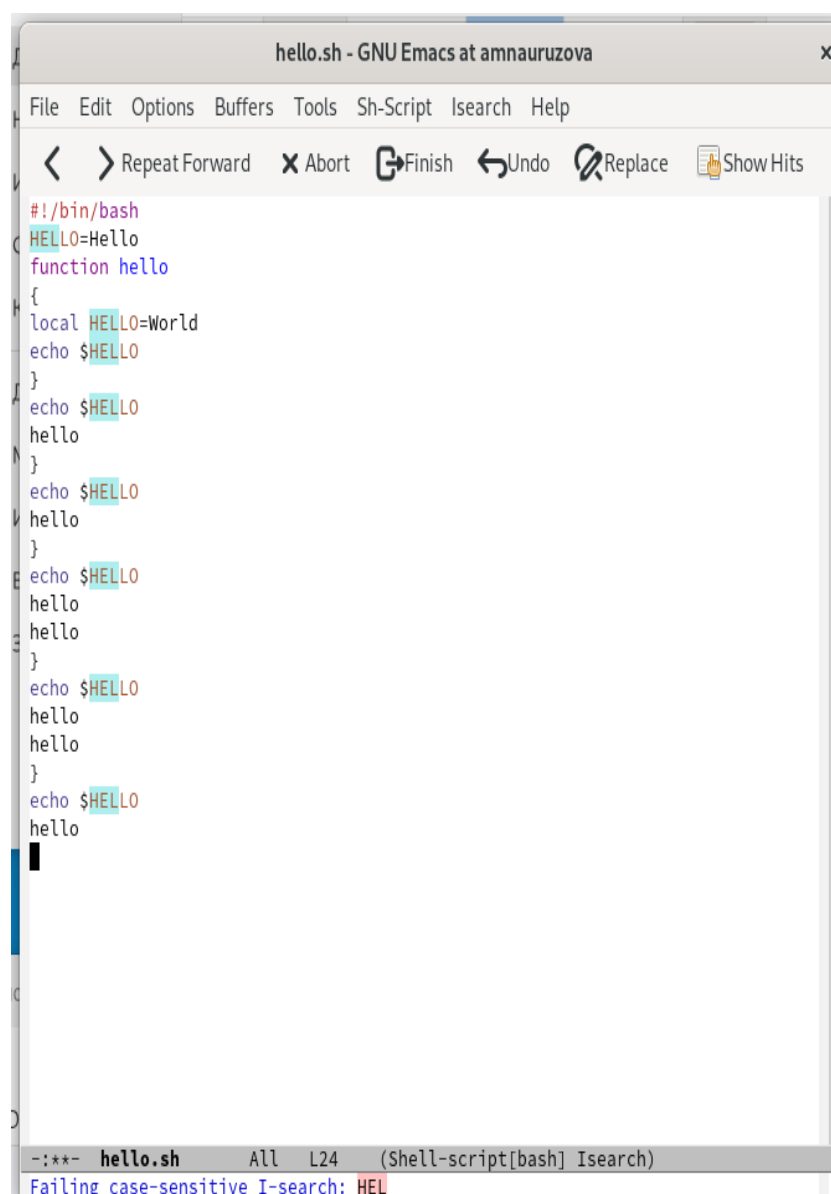 hello.sh - GNU Emacs at amnauruzova x
File Edit Options Buffers Tools Sh-Script Isearch Help
Repeat Forward Abort Finish Undo Replace Show Hits
#!/bin/bash
HELLO=Hello
function hello
{
local HELLO=World
echo $HELLO
}
echo $HELLO
hello
}
echo $HELLO
hello
}
echo $HELLO
hello
hello
}
echo $HELLO
hello
hello
}
echo $HELLO
hello
-:**- hello.sh All L24 (Shell-script[bash] Isearch)
Failing case-sensitive I-search: HEL